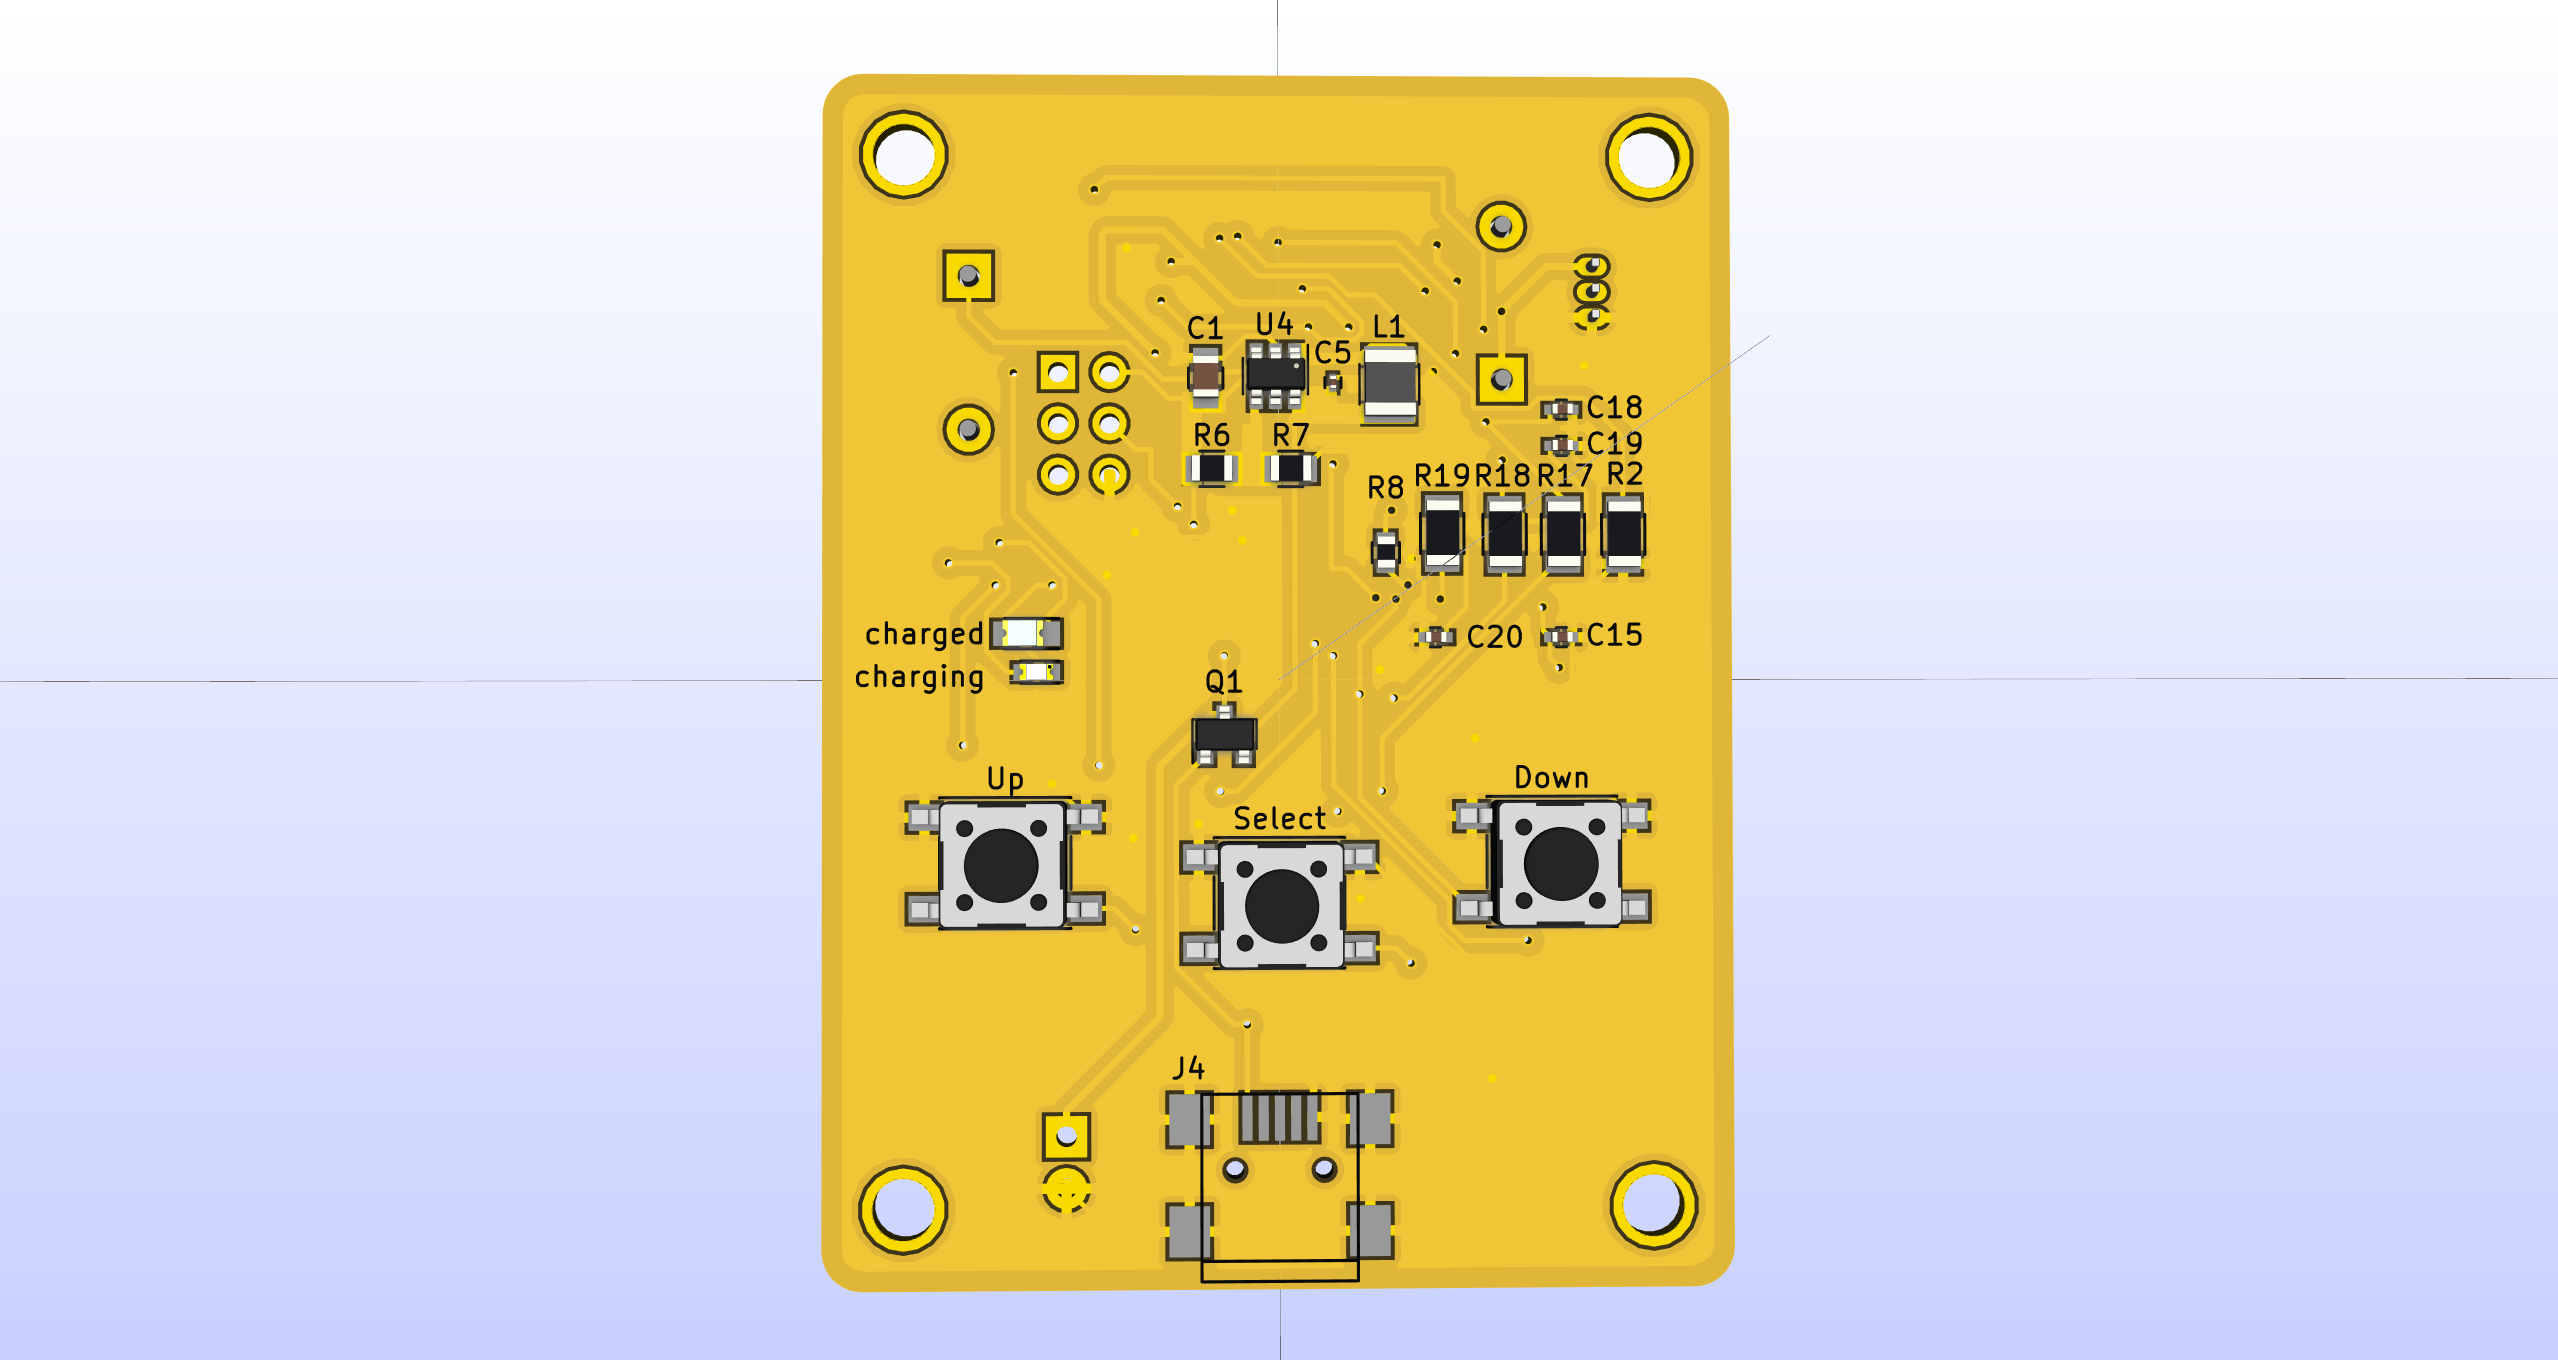 C1
U4
C5
L1
C18
C19
R6
R7
R8
R19
R18
R17
R2
charged
charging
C20
C15
Q1
Up
Select
Down
J4